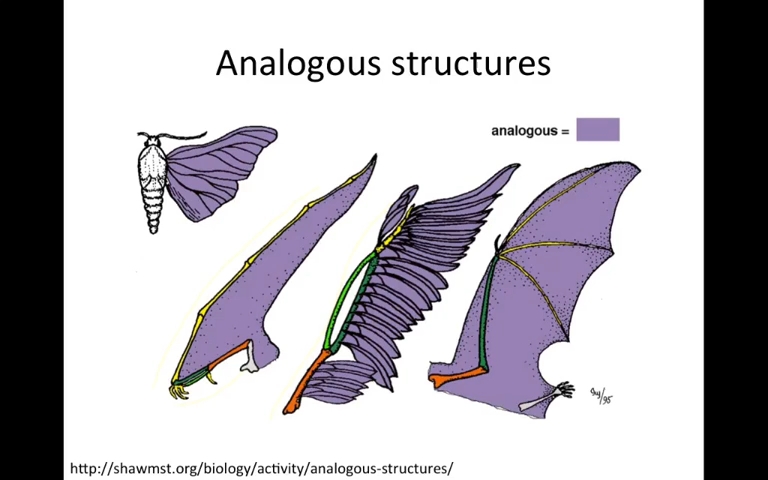 Analogous structures
analogous =
http://shawmst.org/biology/activity/analogous-structures/